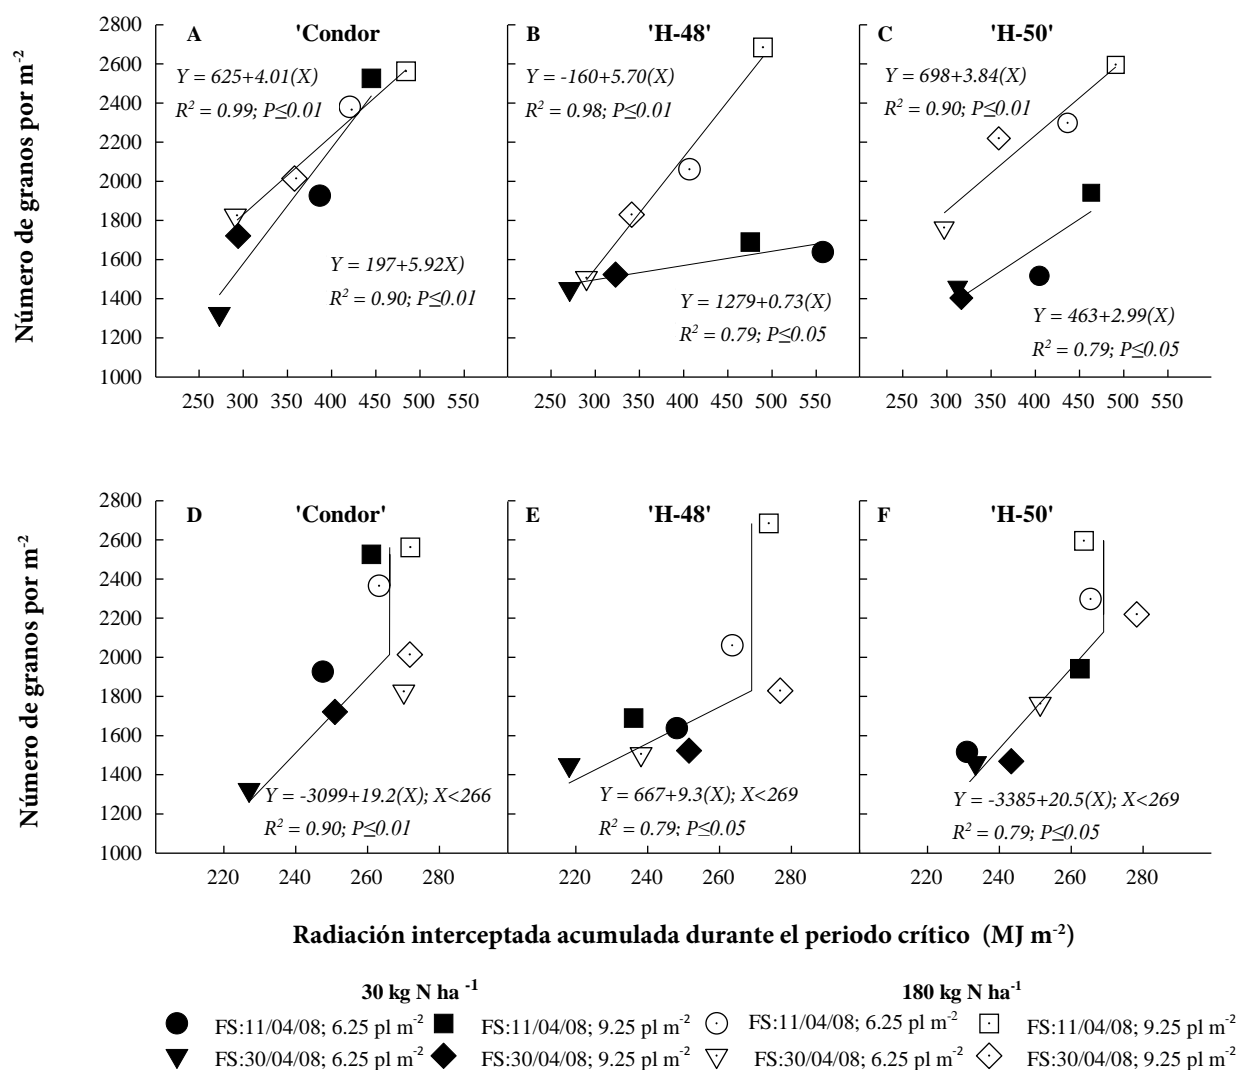 A 'Condor
Y = 625+4.01(X)
R² = 0.99; P≤0.01
Y = 197+5.92X)
R² = 0.90; P≤0.01
B 'H-48'
Y = -160+5.70(X)
R² = 0.98; P≤0.01
Y = 1279+0.73(X)
R² = 0.79; P≤0.05
C 'H-50'
Y = 698+3.84(X)
R² = 0.90; P≤0.01
Y = 463+2.99(X)
R² = 0.79; P≤0.05
Número de granos por m⁻²
2800
2600
2400
2200
2000
1800
1600
1400
1200
1000
250 300 350 400 450 500 550 250 300 350 400 450 500 550 250 300 350 400 450 500 550
D 'Condor'
Y = -3099+19.2(X); X<266
R² = 0.90; P≤0.01
E 'H-48'
Y = 667+9.3(X); X<269
R² = 0.79; P≤0.05
F 'H-50'
Y = -3385+20.5(X); X<269
R² = 0.79; P≤0.05
Número de granos por m⁻²
2800
2600
2400
2200
2000
1800
1600
1400
1200
1000
220 240 260 280 220 240 260 280 220 240 260 280
Radiación interceptada acumulada durante el periodo crítico (MJ m⁻²)
30 kg N ha ⁻¹ 180 kg N ha⁻¹
FS:11/04/08; 6.25 pl m⁻² FS:11/04/08; 9.25 pl m⁻² FS:11/04/08; 6.25 pl m⁻² FS:11/04/08; 9.25 pl m⁻²
FS:30/04/08; 6.25 pl m⁻² FS:30/04/08; 9.25 pl m⁻² FS:30/04/08; 6.25 pl m⁻² FS:30/04/08; 9.25 pl m⁻²